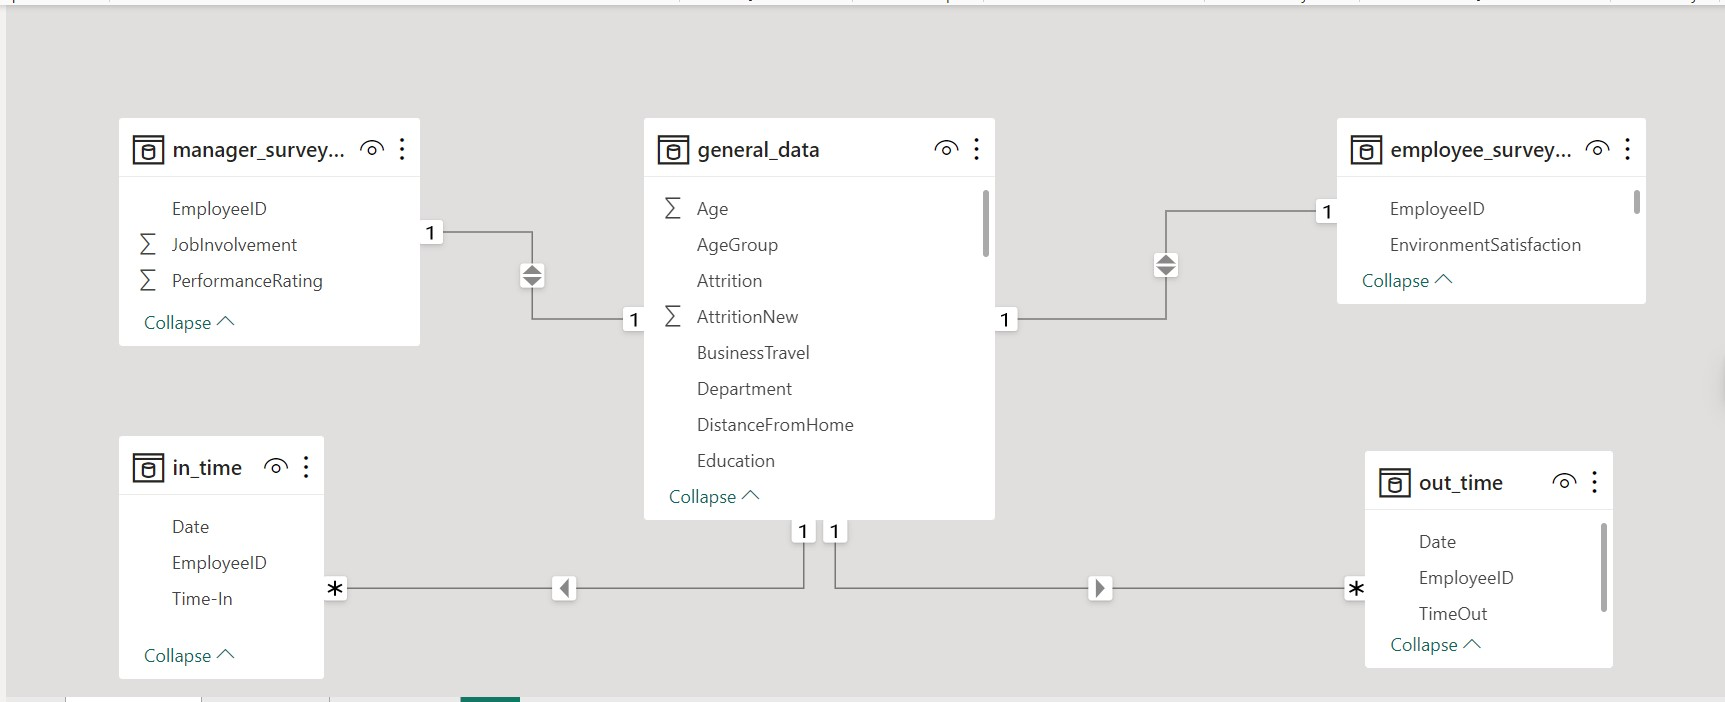 manager_survey...
EmployeeID
JobInvolvement
PerformanceRating
Collapse
1
1
general_data
Age
AgeGroup
Attrition
AttritionNew
BusinessTravel
Department
DistanceFromHome
Education
Collapse
1
1
employee_survey...
EmployeeID
EnvironmentSatisfaction
Collapse
in_time
Date
EmployeeID
Time-In
Collapse
*
1
1
*
out_time
Date
EmployeeID
TimeOut
Collapse